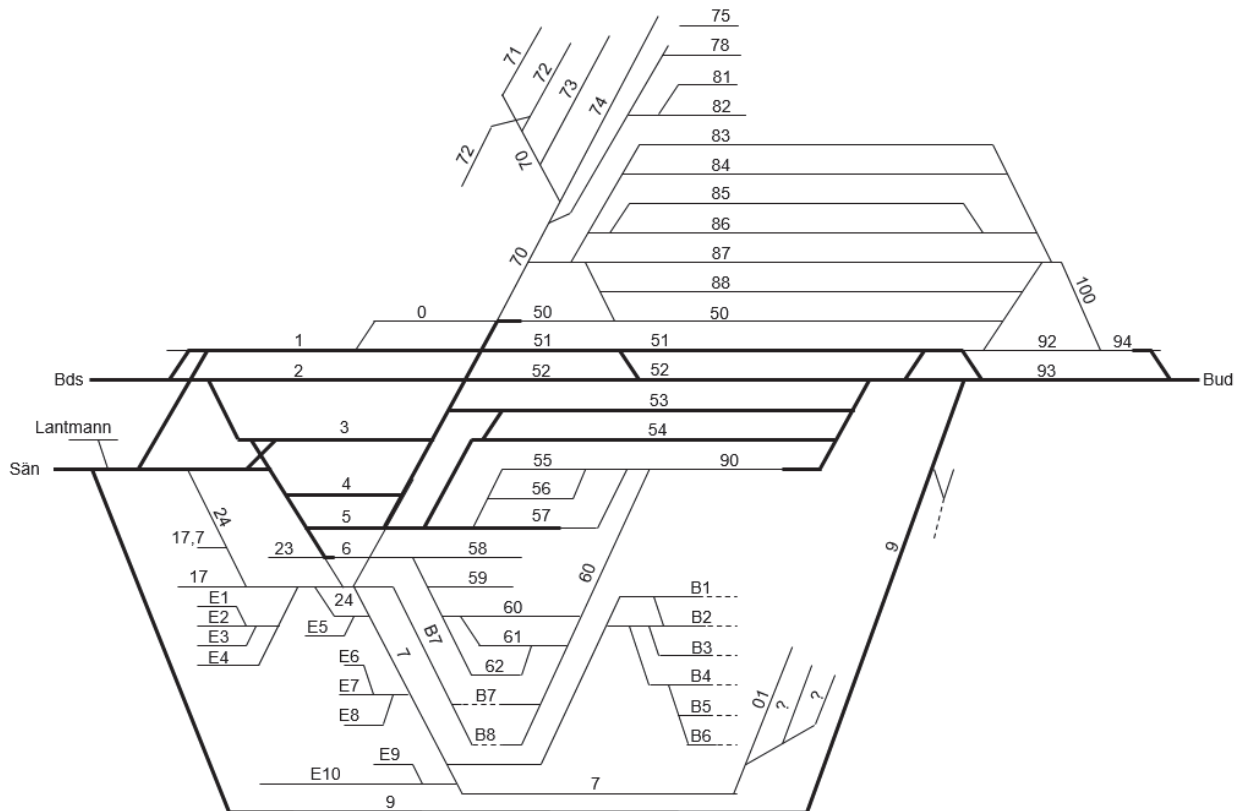 75
71
78
72
73
81
74
82
83
72
70
84
85
86
70
87
88
100
0
50
50
1
51
51
92
94
Bds
2
52
52
93
Bud
53
Lantmann
3
54
Sän
55
90
4
56
24
5
57
17,7
23
6
58
9
17
59
60
E1
24
B1
E2
E5
B7
60
B2
E3
61
E4
7
B3
E6
62
B4
E7
B7
01
?
?
E8
B5
B8
B6
E9
E10
7
9